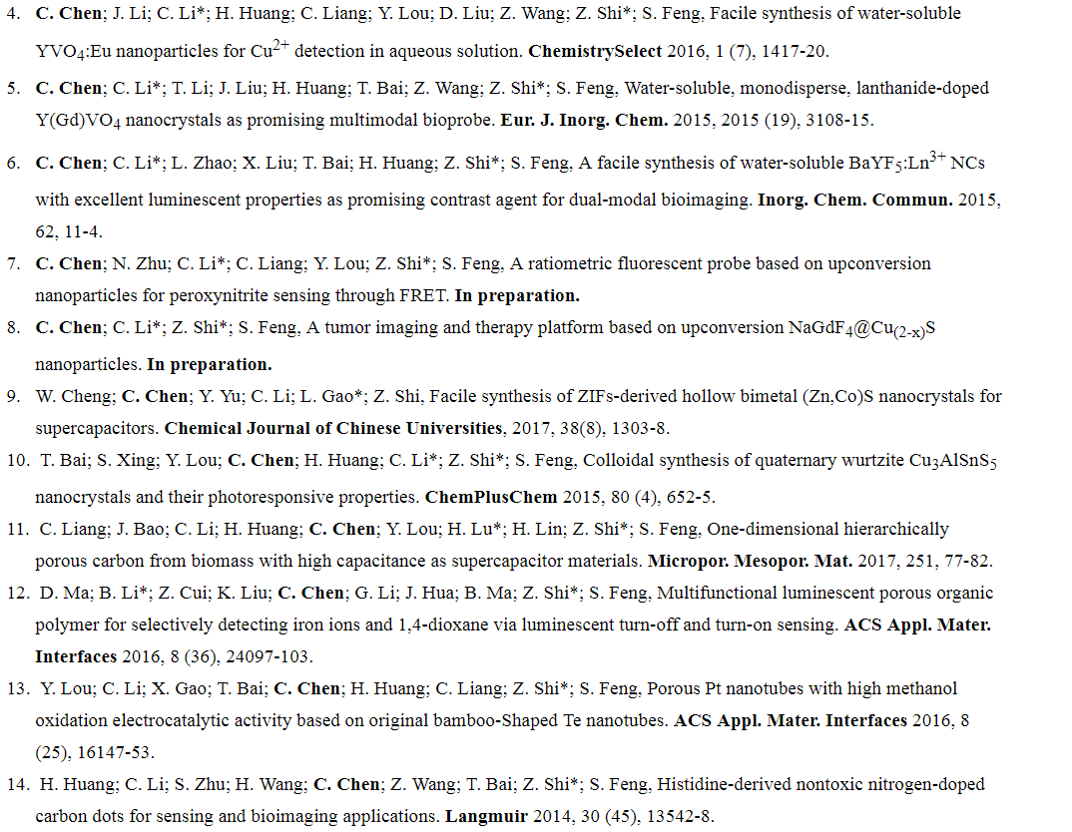 4. C. Chen; J. Li; C. Li*; H. Huang; C. Liang; Y. Lou; D. Liu; Z. Wang; Z. Shi*; S. Feng, Facile synthesis of water-soluble
YVO4:Eu nanoparticles for Cu2+ detection in aqueous solution. ChemistrySelect 2016, 1 (7), 1417-20.
5. C. Chen; C. Li*; T. Li; J. Liu; H. Huang; T. Bai; Z. Wang; Z. Shi*; S. Feng, Water-soluble, monodisperse, lanthanide-doped
Y(Gd)VO4 nanocrystals as promising multimodal bioprobe. Eur. J. Inorg. Chem. 2015, 2015 (19), 3108-15.
6. C. Chen; C. Li*; L. Zhao; X. Liu; T. Bai; H. Huang; Z. Shi*; S. Feng, A facile synthesis of water-soluble BaYF5:Ln3+ NCs
with excellent luminescent properties as promising contrast agent for dual-modal bioimaging. Inorg. Chem. Commun. 2015,
62, 11-4.
7. C. Chen; N. Zhu; C. Li*; C. Liang; Y. Lou; Z. Shi*; S. Feng, A ratiometric fluorescent probe based on upconversion
nanoparticles for peroxynitrite sensing through FRET. In preparation.
8. C. Chen; C. Li*; Z. Shi*; S. Feng, A tumor imaging and therapy platform based on upconversion NaGdF4@Cu(2-x)S
nanoparticles. In preparation.
9. W. Cheng; C. Chen; Y. Yu; C. Li; L. Gao*; Z. Shi, Facile synthesis of ZIFs-derived hollow bimetal (Zn,Co)S nanocrystals for
supercapacitors. Chemical Journal of Chinese Universities, 2017, 38(8), 1303-8.
10. T. Bai; S. Xing; Y. Lou; C. Chen; H. Huang; C. Li*; Z. Shi*; S. Feng, Colloidal synthesis of quaternary wurtzite Cu3AlSnS5
nanocrystals and their photoresponsive properties. ChemPlusChem 2015, 80 (4), 652-5.
11. C. Liang; J. Bao; C. Li; H. Huang; C. Chen; Y. Lou; H. Lu*; H. Lin; Z. Shi*; S. Feng, One-dimensional hierarchically
porous carbon from biomass with high capacitance as supercapacitor materials. Micropor. Mesopor. Mat. 2017, 251, 77-82.
12. D. Ma; B. Li*; Z. Cui; K. Liu; C. Chen; G. Li; J. Hua; B. Ma; Z. Shi*; S. Feng, Multifunctional luminescent porous organic
polymer for selectively detecting iron ions and 1,4-dioxane via luminescent turn-off and turn-on sensing. ACS Appl. Mater.
Interfaces 2016, 8 (36), 24097-103.
13. Y. Lou; C. Li; X. Gao; T. Bai; C. Chen; H. Huang; C. Liang; Z. Shi*; S. Feng, Porous Pt nanotubes with high methanol
oxidation electrocatalytic activity based on original bamboo-Shaped Te nanotubes. ACS Appl. Mater. Interfaces 2016, 8
(25), 16147-53.
14. H. Huang; C. Li; S. Zhu; H. Wang; C. Chen; Z. Wang; T. Bai; Z. Shi*; S. Feng, Histidine-derived nontoxic nitrogen-doped
carbon dots for sensing and bioimaging applications. Langmuir 2014, 30 (45), 13542-8.